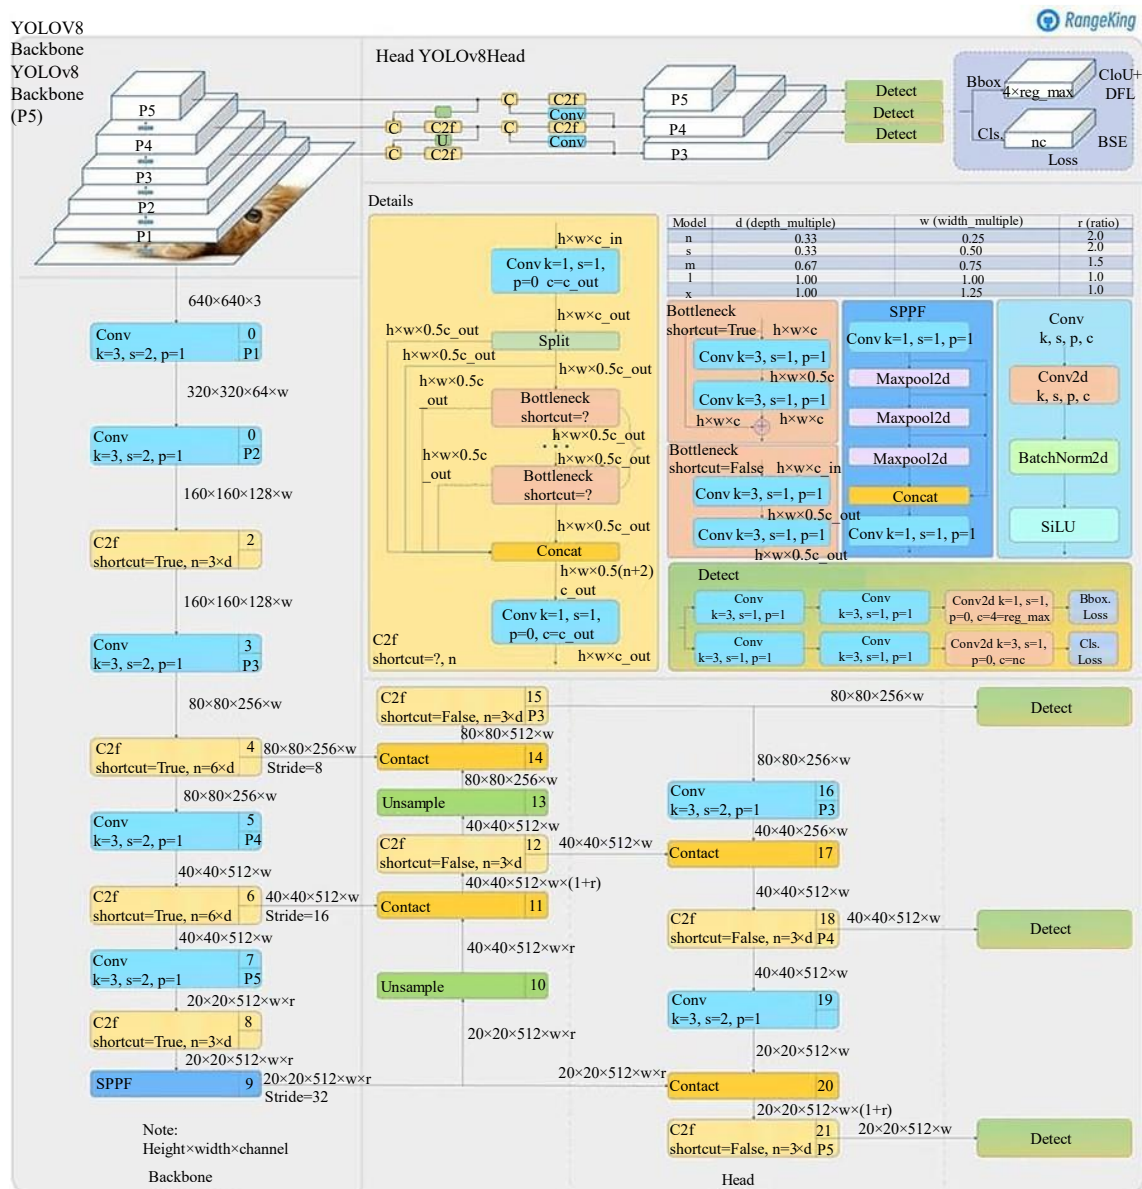 RangeKing
YOLOV8
Backbone
YOLOv8
Backbone
(P5)
P5
P4
P3
P2
P1
Head YOLOv8Head
C
C2f
U
C
C2f
C
C2f
Conv
C
C2f
Conv
P5
P4
P3
Detect
Detect
Detect
Bbox
4×reg_max
CloU+
DFL
Cls,
nc
BSE
Loss
Details
h×w×c_in
Conv k=1, s=1,
p=0 c=c_out
h×w×c_out
h×w×0.5c_out
Split
h×w×0.5c_out
h×w×0.5c_out
h×w×0.5c
_out
Bottleneck
shortcut=?
h×w×0.5c_out
h×w×0.5c
_out
h×w×0.5c_out
Bottleneck
shortcut=?
h×w×0.5c_out
Concat
h×w×0.5(n+2)
c_out
Conv k=1, s=1,
p=0, c=c_out
C2f
shortcut=?, n
h×w×c_out
Model d (depth_multiple) w (width_multiple) r (ratio)
n 0.33 0.25 2.0
s 0.33 0.50 2.0
m 0.67 0.75 1.5
l 1.00 1.00 1.0
x 1.00 1.25 1.0
Bottleneck
shortcut=True
h×w×c
Conv k=3, s=1, p=1
h×w×0.5c
Conv k=3, s=1, p=1
h×w×c
h×w×c
Bottleneck
shortcut=False
h×w×c_in
Conv k=3, s=1, p=1
h×w×0.5c_out
Conv k=3, s=1, p=1
h×w×0.5c_out
SPPF
Conv k=1, s=1, p=1
Maxpool2d
Maxpool2d
Maxpool2d
Concat
Conv k=1, s=1, p=1
Conv
k, s, p, c
Conv2d
k, s, p, c
BatchNorm2d
SiLU
Detect
Conv
k=3, s=1, p=1
Conv
k=3, s=1, p=1
Conv2d k=1, s=1,
p=0, c=4=reg_max
Bbox.
Loss
Conv
k=3, s=1, p=1
Conv
k=3, s=1, p=1
Conv2d k=3, s=1,
p=0, c=nc
Cls.
Loss
640×640×3
Conv 0
k=3, s=2, p=1 P1
320×320×64×w
Conv 0
k=3, s=2, p=1 P2
160×160×128×w
C2f 2
shortcut=True, n=3×d
160×160×128×w
Conv 3
k=3, s=2, p=1 P3
80×80×256×w
C2f 4
shortcut=True, n=6×d
80×80×256×w
Stride=8
80×80×256×w
Conv 5
k=3, s=2, p=1 P4
40×40×512×w
C2f 6
shortcut=True, n=6×d
40×40×512×w
Stride=16
40×40×512×w
Conv 7
k=3, s=2, p=1 P5
20×20×512×w×r
C2f 8
shortcut=True, n=3×d
20×20×512×w×r
SPPF 9
20×20×512×w×r
Stride=32
Note:
Height×width×channel
Backbone
C2f 15
shortcut=False, n=3×d P3
80×80×512×w
Contact 14
80×80×256×w
Unsample 13
40×40×512×w
C2f 12
shortcut=False, n=3×d
40×40×512×w
40×40×512×w×(1+r)
Contact 11
40×40×512×w×r
Unsample 10
20×20×512×w×r
20×20×512×w×r
80×80×256×w
Detect
80×80×256×w
Conv 16
k=3, s=2, p=1 P3
40×40×256×w
Contact 17
40×40×512×w
C2f 18
shortcut=False, n=3×d P4
40×40×512×w
Detect
40×40×512×w
Conv 19
k=3, s=2, p=1
20×20×512×w
Contact 20
20×20×512×w×(1+r)
C2f 21
shortcut=False, n=3×d P5
20×20×512×w
Detect
Head